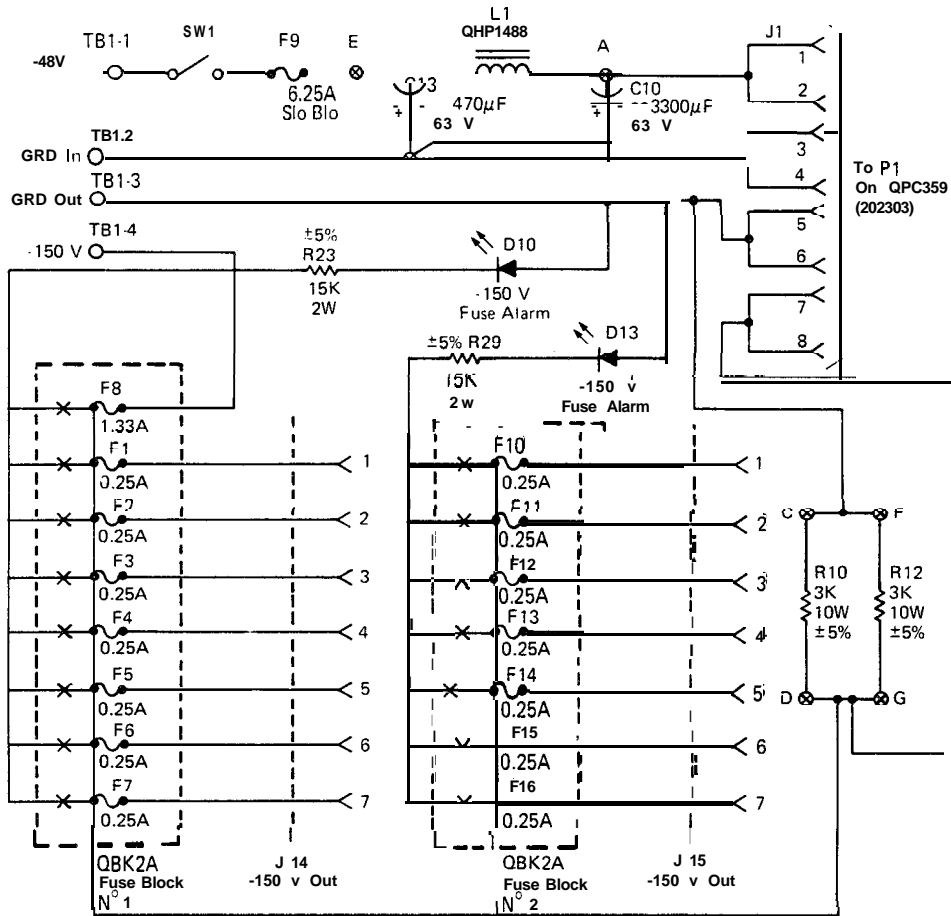 L1
QHP1488
TB1-1
SW1
F9
E
A
J1
-48V
6.25A
Slo Blo
3
470µF
63 V
C10
3300µF
63 V
+ -
+ -
1
2
3
4
5
6
7
8
To P1
On QPC359
(202303)
TB1.2
GRD In
TB1-3
GRD Out
TB1-4
-150 V
±5%
R23
15K
2W
D10
-150 V
Fuse Alarm
±5% R29
15K
2w
D13
-150 v
Fuse Alarm
F8
1.33A
F1
0.25A
1
F2
0.25A
2
F3
0.25A
3
F4
0.25A
4
F5
0.25A
5
F6
0.25A
6
F7
0.25A
7
F10
0.25A
1
F11
0.25A
2
F12
0.25A
3
F13
0.25A
4
F14
0.25A
5
F15
0.25A
6
F16
0.25A
7
C
F
R10
3K
10W
±5%
R12
3K
10W
±5%
D
G
QBK2A
Fuse Block
N° 1
J 14
-150 v Out
QBK2A
Fuse Block
N° 2
J 15
-150 v Out